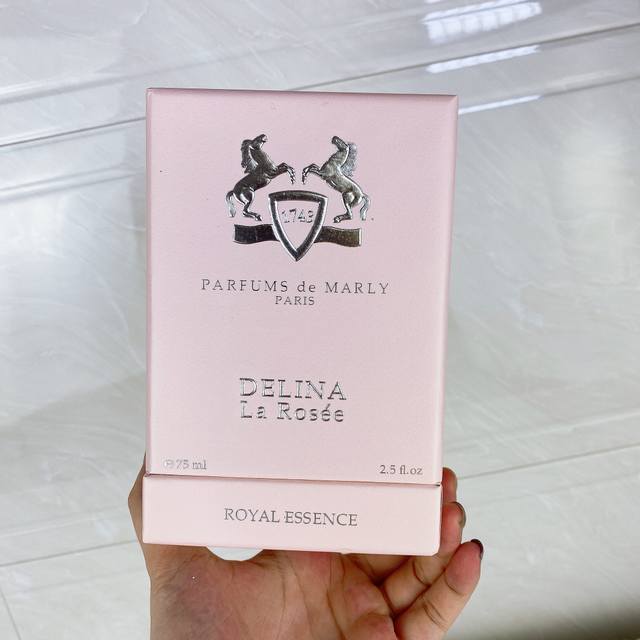 1743
PARFUMS de MARLY
PARIS
DELINA
La Rosée
℮75 ml 2.5 fl.oz
ROYAL ESSENCE